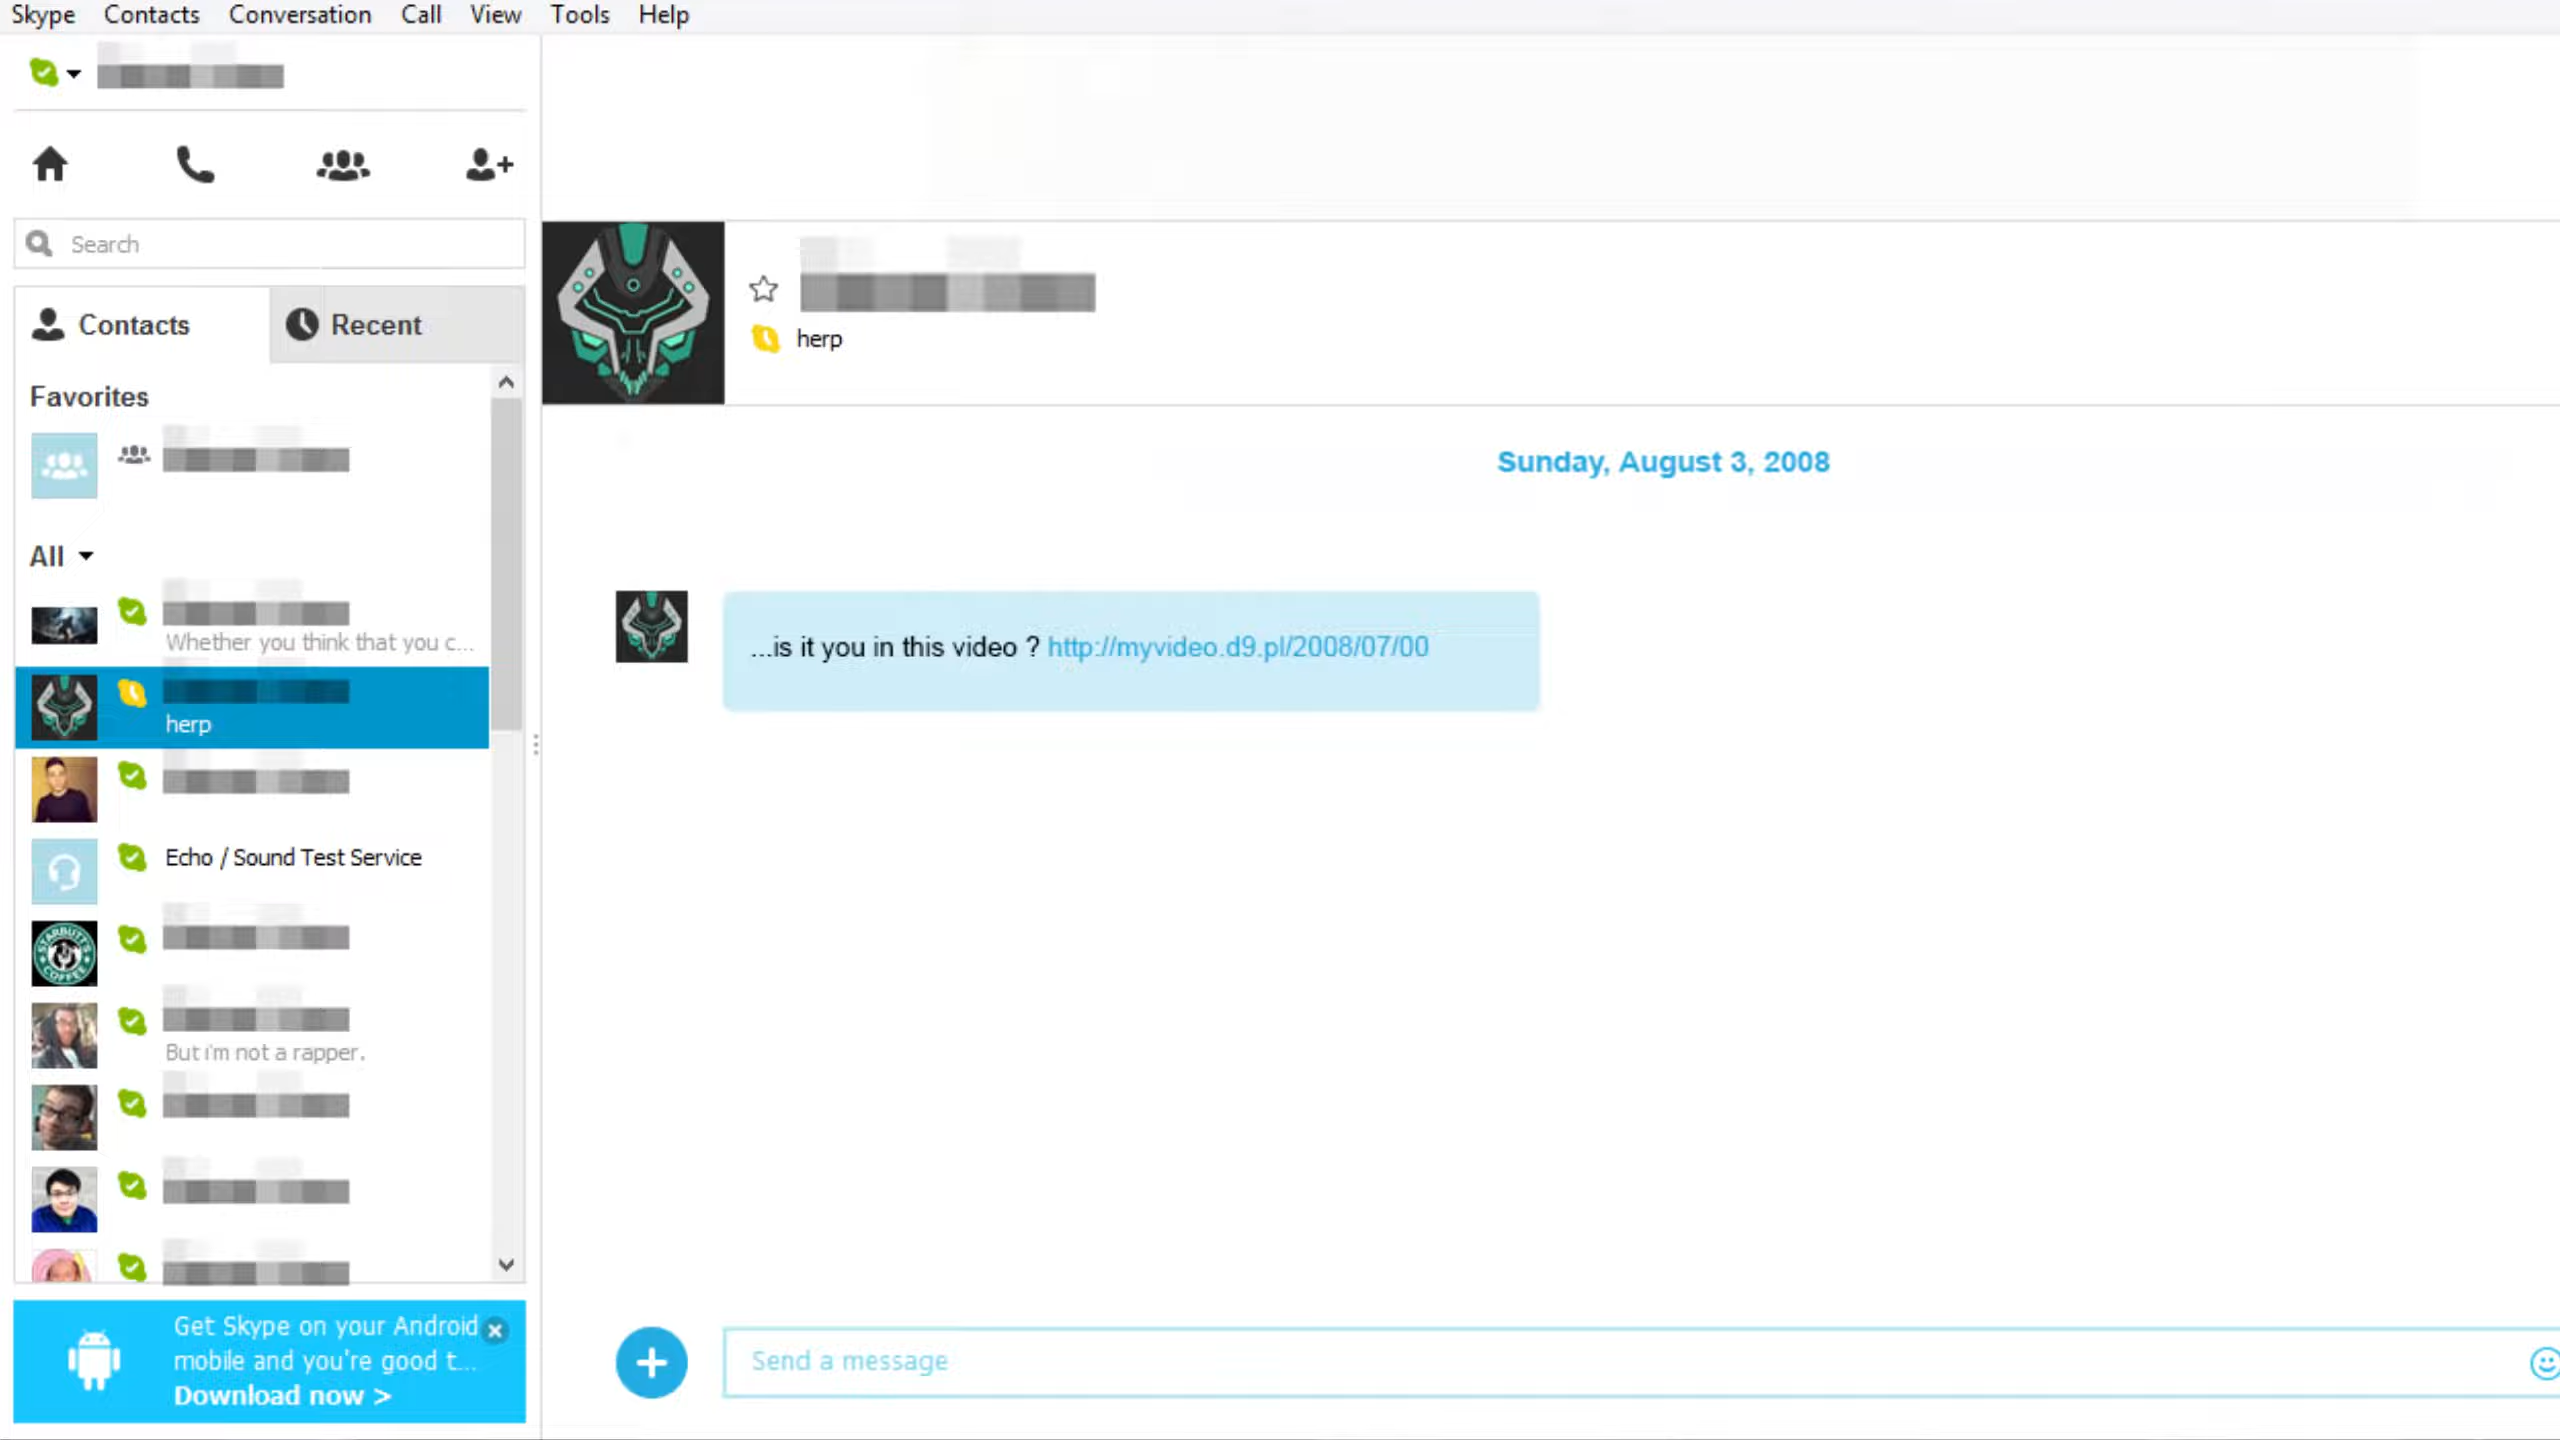 Skype Contacts Conversation Call View Tools Help
Search
Contacts Recent
Favorites
All
Whether you think that you c...
herp
Echo / Sound Test Service
STARBUTTS
COFFEE
But i'm not a rapper.
Get Skype on your Android
mobile and you're good t...
Download now >
herp
Sunday, August 3, 2008
...is it you in this video ? http://myvideo.d9.pl/2008/07/00
Send a message